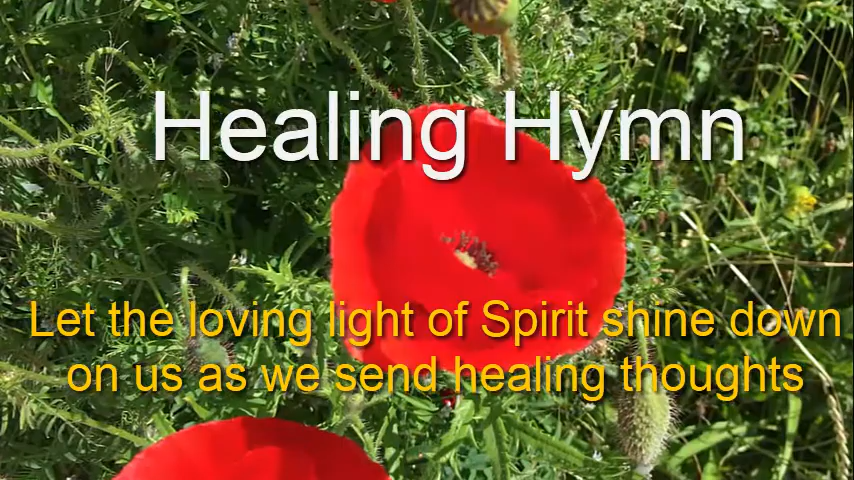 Healing Hymn
Let the loving light of Spirit shine down
on us as we send healing thoughts